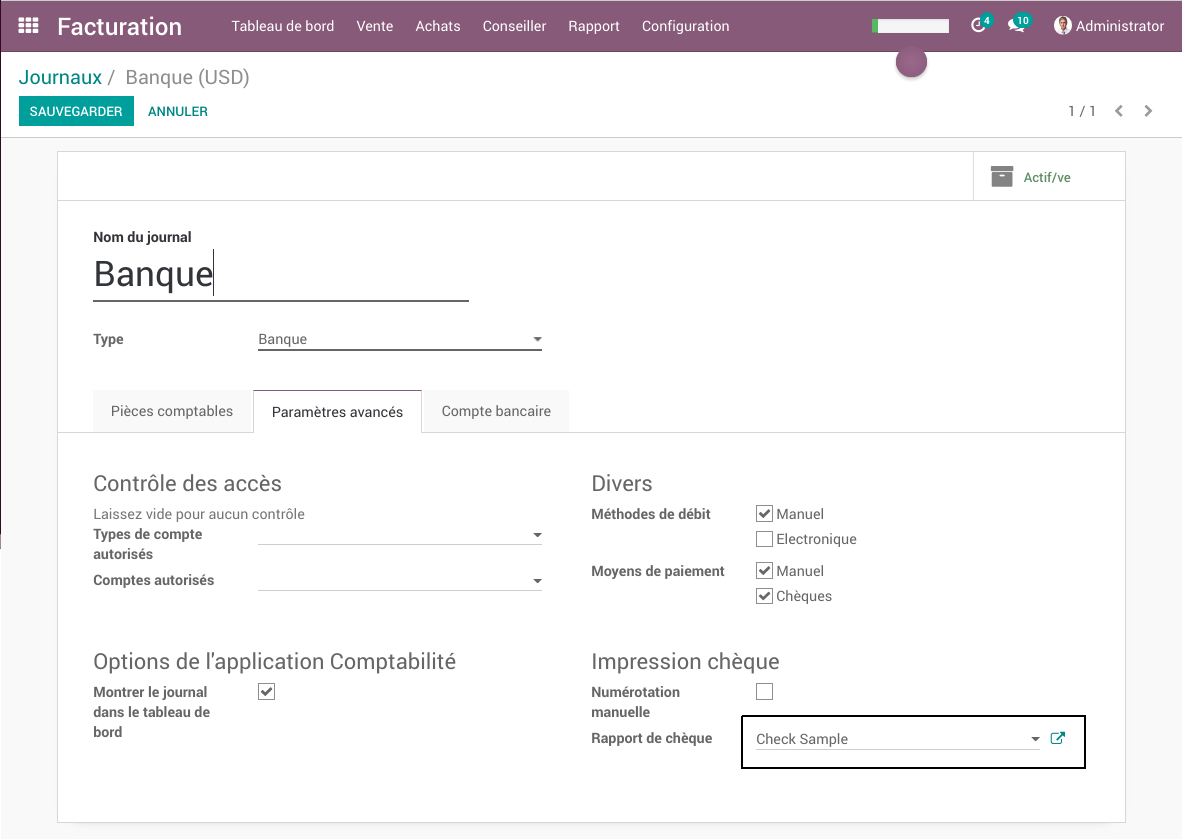 Facturation Tableau de bord Vente Achats Conseiller Rapport Configuration 4 10 Administrator
Journaux / Banque (USD)
SAUVEGARDER ANNULER 1 / 1
Actif/ve
Nom du journal
Banque
Type Banque
Pièces comptables Paramètres avancés Compte bancaire
Contrôle des accès
Laissez vide pour aucun contrôle
Types de compte
autorisés
Comptes autorisés
Divers
Méthodes de débit Manuel
Electronique
Moyens de paiement Manuel
Chèques
Options de l'application Comptabilité
Montrer le journal
dans le tableau de
bord
Impression chèque
Numérotation
manuelle
Rapport de chèque Check Sample